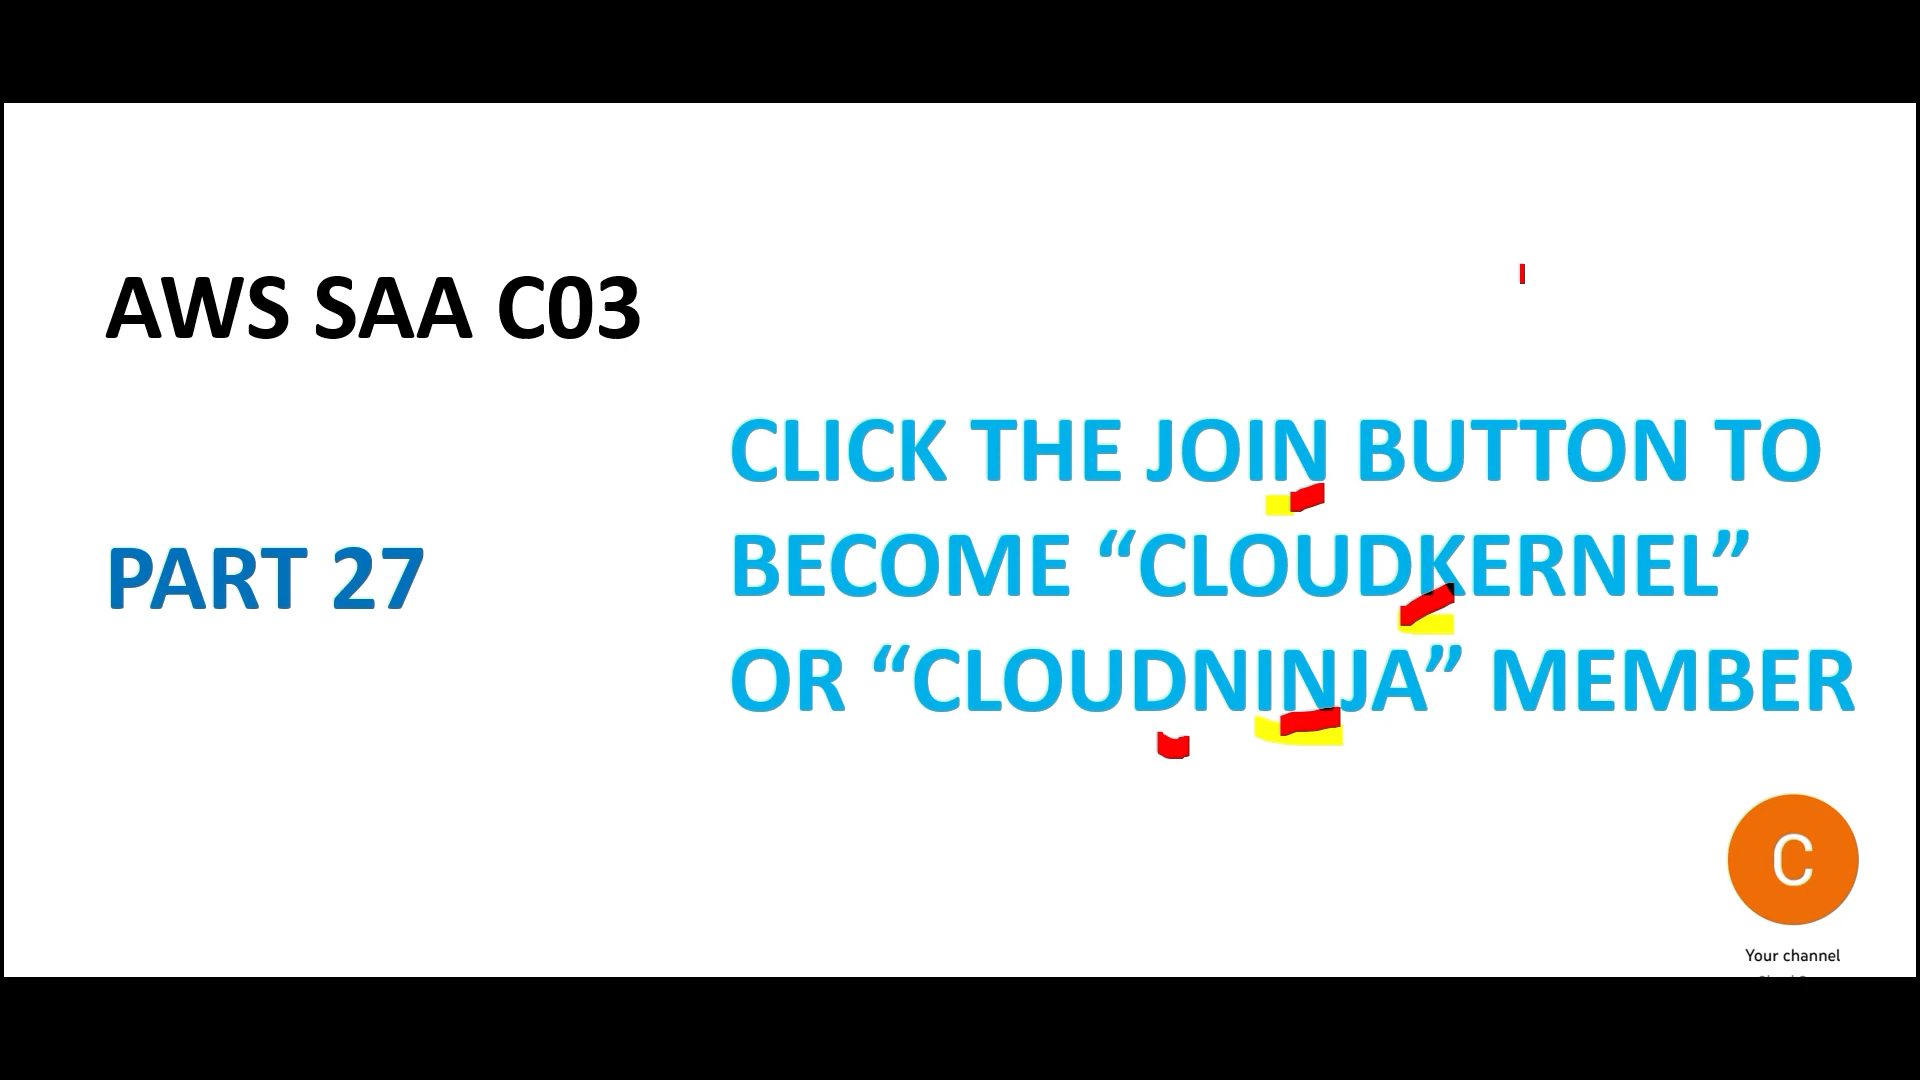 AWS SAA C03
PART 27
CLICK THE JOIN BUTTON TO
BECOME “CLOUDKERNEL”
OR “CLOUDNINJA” MEMBER
C
Your channel